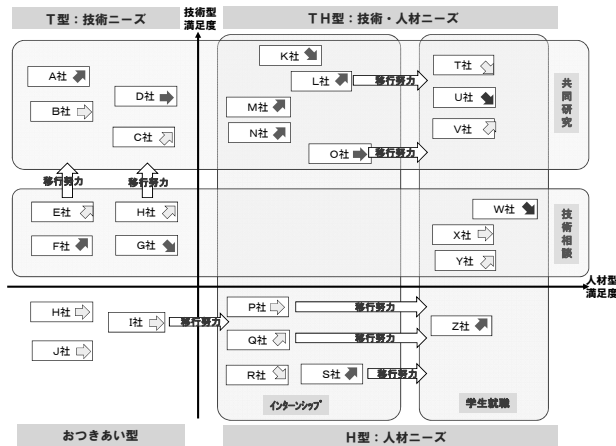 T型：技術ニーズ
技術型
満足度
TH型：技術・人材ニーズ
A社
B社
D社
C社
K社
L社
移行努力
M社
N社
O社
移行努力
T社
U社
V社
共同研究
移行努力
移行努力
E社
H社
F社
G社
W社
X社
Y社
技術相談
人材型
満足度
H社
I社
移行努力
J社
P社
移行努力
Q社
移行努力
R社
S社
移行努力
Z社
インターンシップ
学生就職
おつきあい型
H型：人材ニーズ